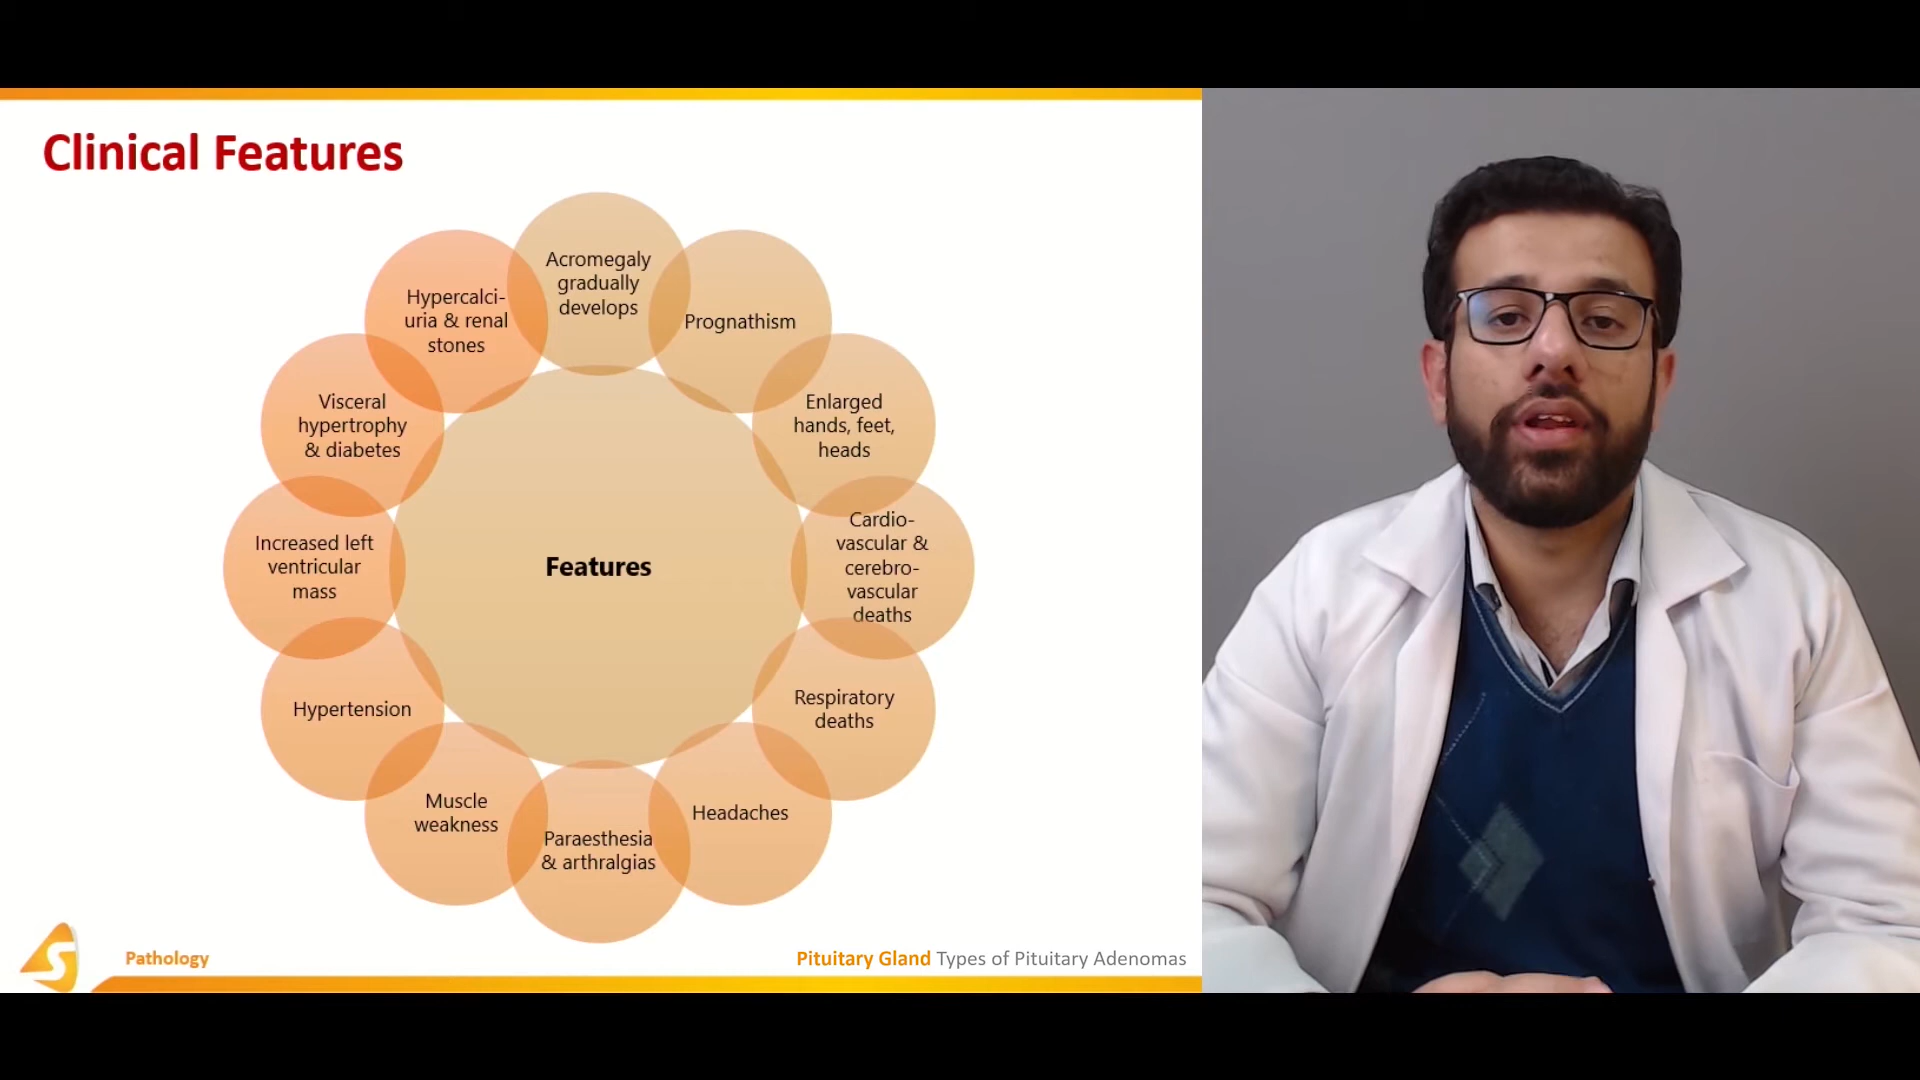 Clinical Features
Acromegaly
gradually
develops
Prognathism
Enlarged
hands, feet,
heads
Cardio-
vascular &
cerebro-
vascular
deaths
Respiratory
deaths
Headaches
Paraesthesia
& arthralgias
Muscle
weakness
Hypertension
Increased left
ventricular
mass
Visceral
hypertrophy
& diabetes
Hypercalci-
uria & renal
stones
Features
S
Pathology
Pituitary Gland Types of Pituitary Adenomas